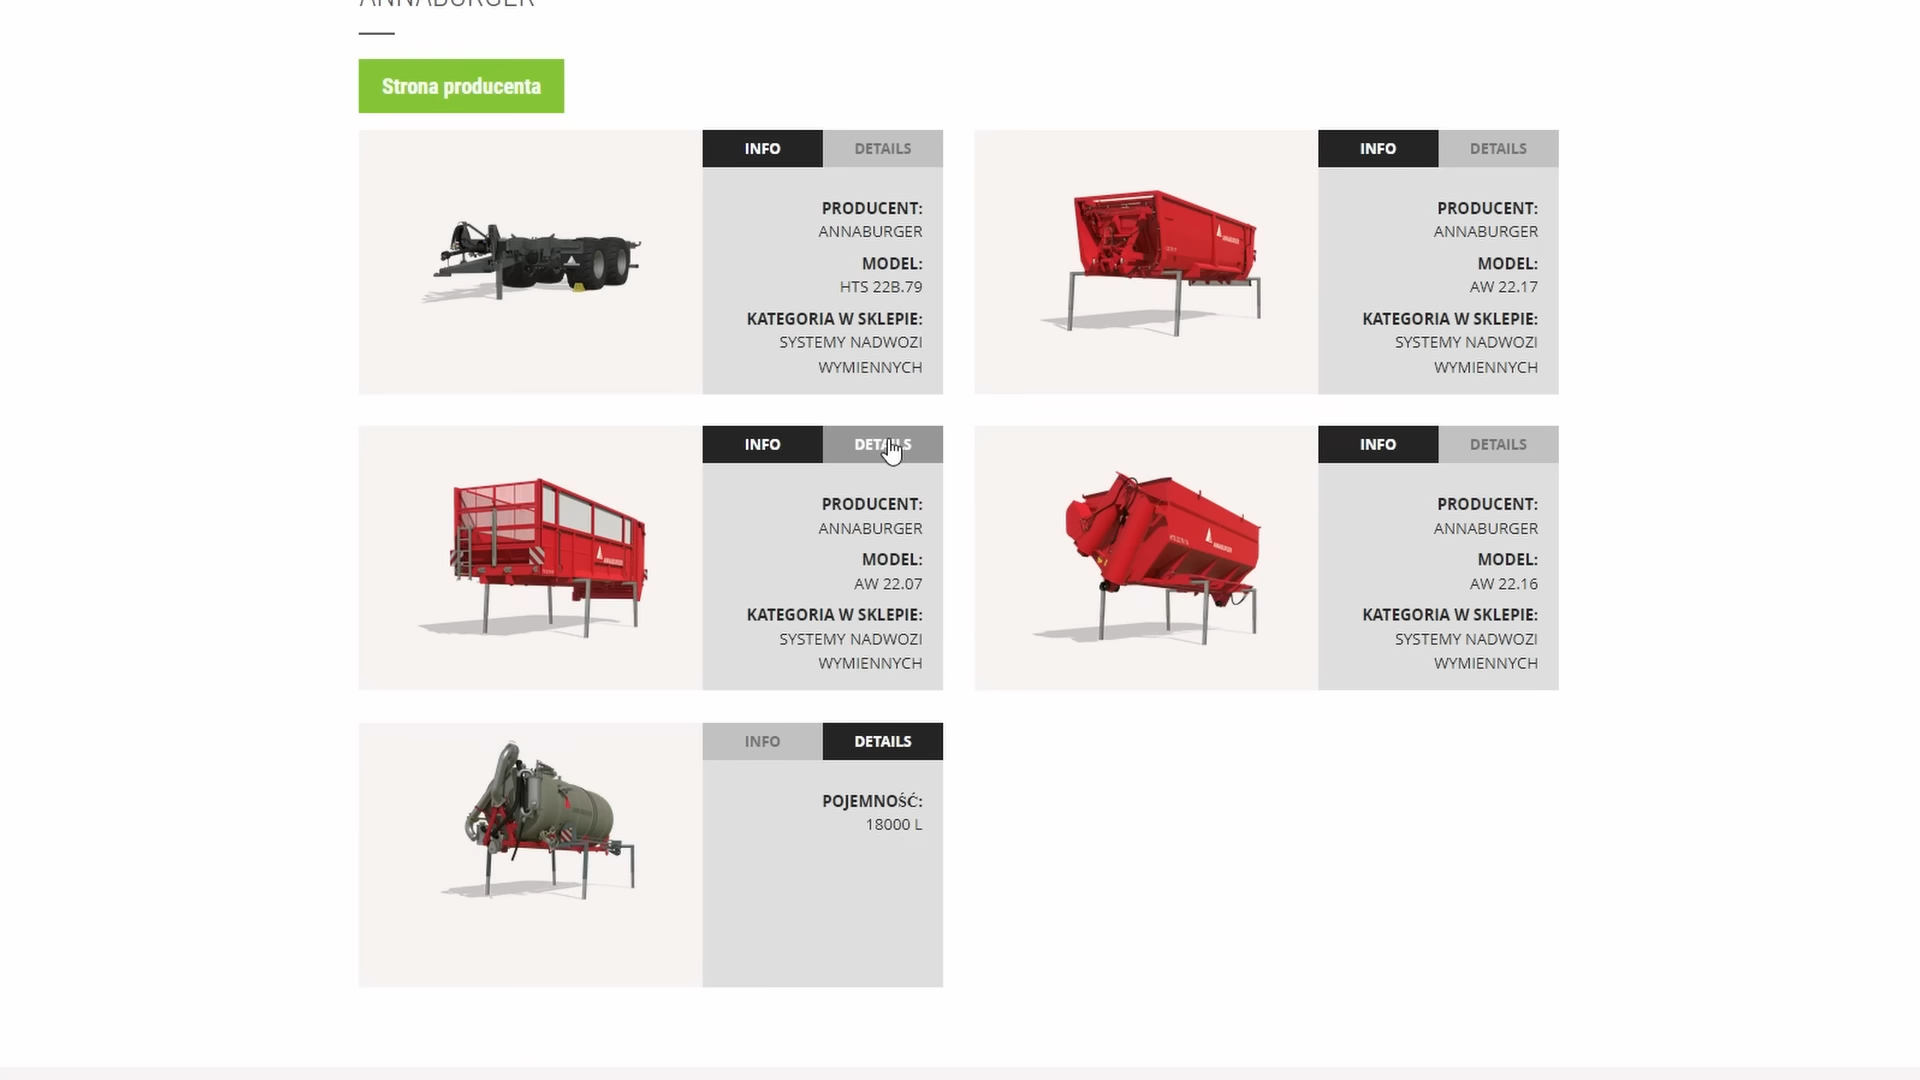 ANNABURGER
Strona producenta
INFO DETAILS
PRODUCENT:
ANNABURGER
MODEL:
HTS 22B.79
KATEGORIA W SKLEPIE:
SYSTEMY NADWOZI
WYMIENNYCH
INFO DETAILS
PRODUCENT:
ANNABURGER
MODEL:
AW 22.17
KATEGORIA W SKLEPIE:
SYSTEMY NADWOZI
WYMIENNYCH
INFO DETAILS
PRODUCENT:
ANNABURGER
MODEL:
AW 22.07
KATEGORIA W SKLEPIE:
SYSTEMY NADWOZI
WYMIENNYCH
INFO DETAILS
PRODUCENT:
ANNABURGER
MODEL:
AW 22.16
KATEGORIA W SKLEPIE:
SYSTEMY NADWOZI
WYMIENNYCH
INFO DETAILS
POJEMNOŚĆ:
18000 L